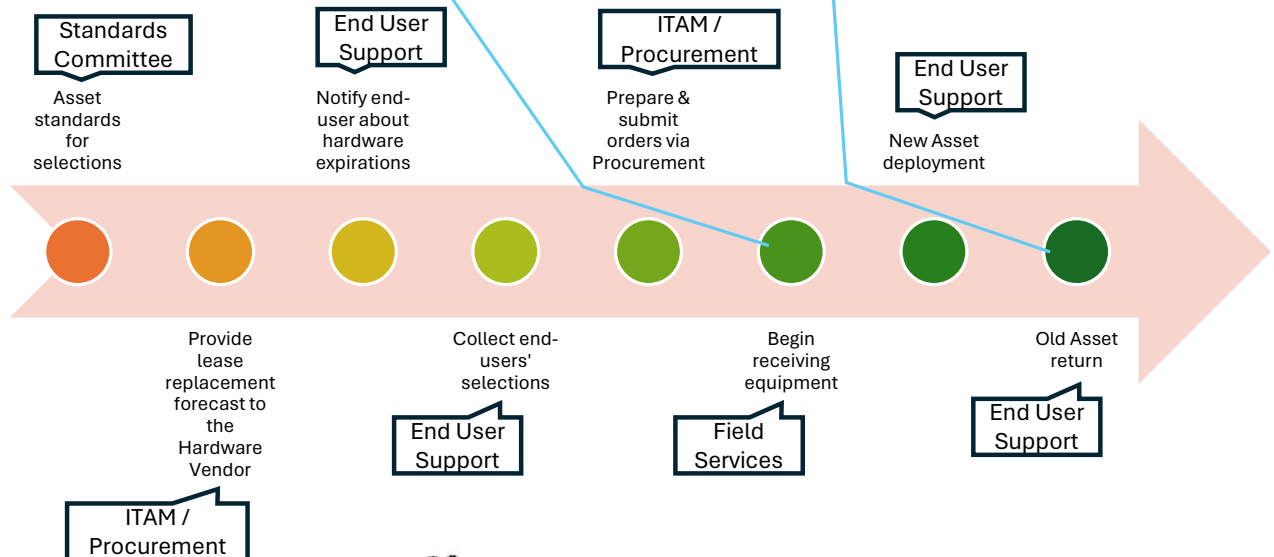 Standards
Committee
Asset
standards
for
selections
End User
Support
Notify end-
user about
hardware
expirations
ITAM /
Procurement
Prepare &
submit
orders via
Procurement
End User
Support
New Asset
deployment
Provide
lease
replacement
forecast to
the
Hardware
Vendor
ITAM /
Procurement
Collect end-
users'
selections
End User
Support
Begin
receiving
equipment
Field
Services
Old Asset
return
End User
Support